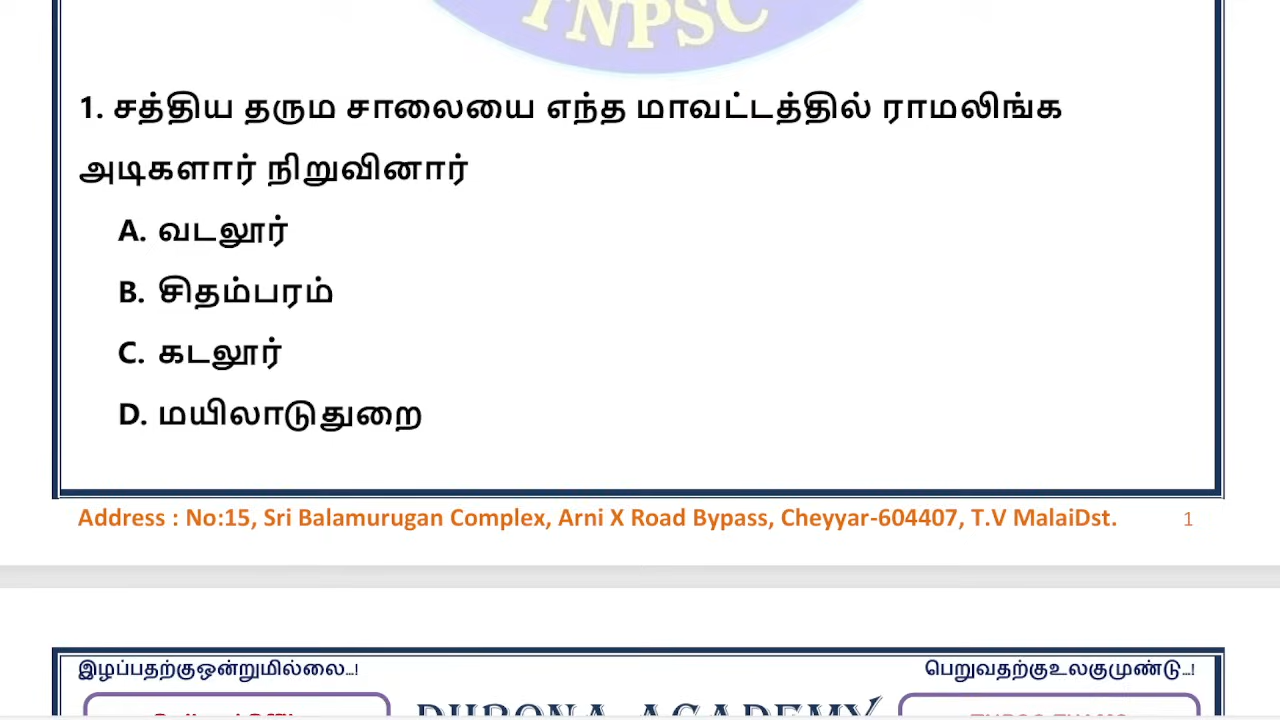 TNPSC
1. சத்திய தரும சாலையை எந்த மாவட்டத்தில் ராமலிங்க
அடிகளார் நிறுவினார்
A. வடலூர்
B. சிதம்பரம்
C. கடலூர்
D. மயிலாடுதுறை
Address : No:15, Sri Balamurugan Complex, Arni X Road Bypass, Cheyyar-604407, T.V MalaiDst. 1
இழப்பதற்குஒன்றுமில்லை...! பெறுவதற்குஉலகுமுண்டு...!